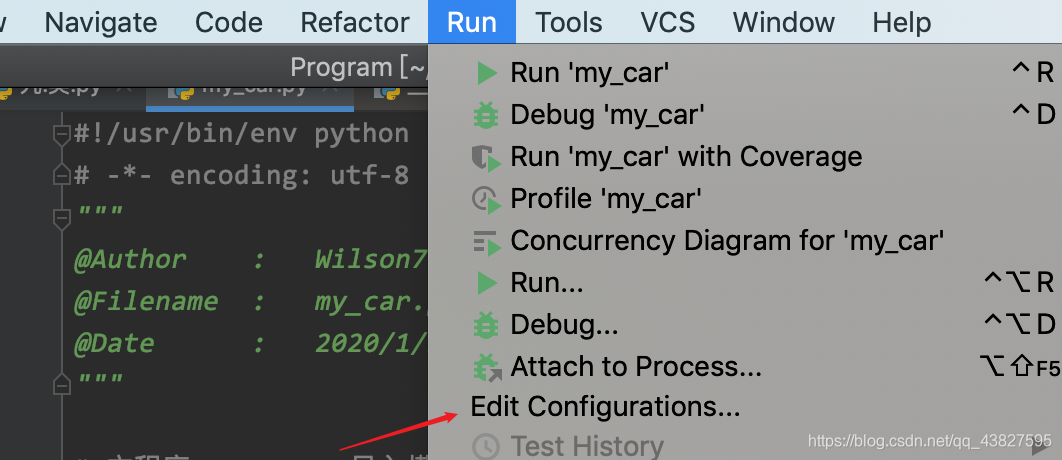 Navigate Code Refactor Run Tools VCS Window Help
Program [~/
my_car.py
Run 'my_car' ⌃ R
Debug 'my_car' ⌃ D
Run 'my_car' with Coverage
Profile 'my_car'
Concurrency Diagram for 'my_car'
Run... ⌃⌥ R
Debug... ⌃⌥ D
Attach to Process... ⌥⇧F5
Edit Configurations...
Test History
#!/usr/bin/env python
# -*- encoding: utf-8
"""
@Author : Wilson7
@Filename : my_car.
@Date : 2020/1/
"""
https://blog.csdn.net/qq_43827595